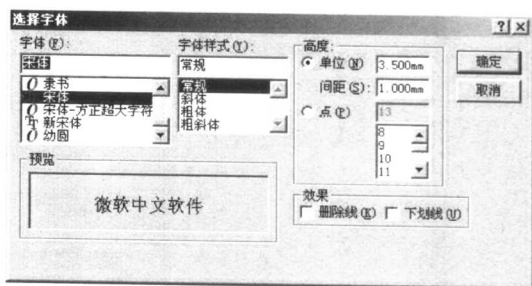 选择字体
字体(F):
宋体
隶书
宋体
宋体-方正超大字符
新宋体
幼圆
字体样式(Y):
常规
常规
斜体
粗体
粗斜体
高度:
单位(N) 3.500mm
间距(S): 1.000mm
点(P) 13
8
9
10
11
确定
取消
预览
微软中文软件
效果
删除线(K) 下划线(U)